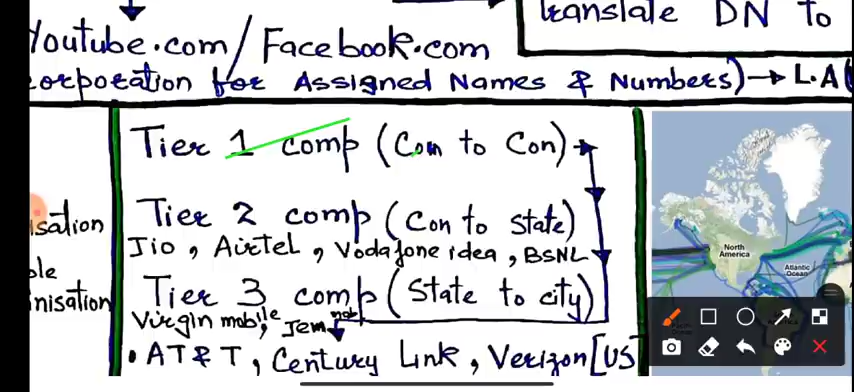 translate DN to
Youtube.com/Facebook.com
orporation for Assigned Names & Numbers) → L.A(
Tier 1 comp (Con to Con)
Tier 2 comp (Con to State)
isation
Jio, Airtel, Vodafone idea, BSNL
ble
Tier 3 comp (State to city)
nisation
Virgin mobile, Jem mob
• AT&T, Century Link, Verizon [US
North
America
Atlantic
Ocean